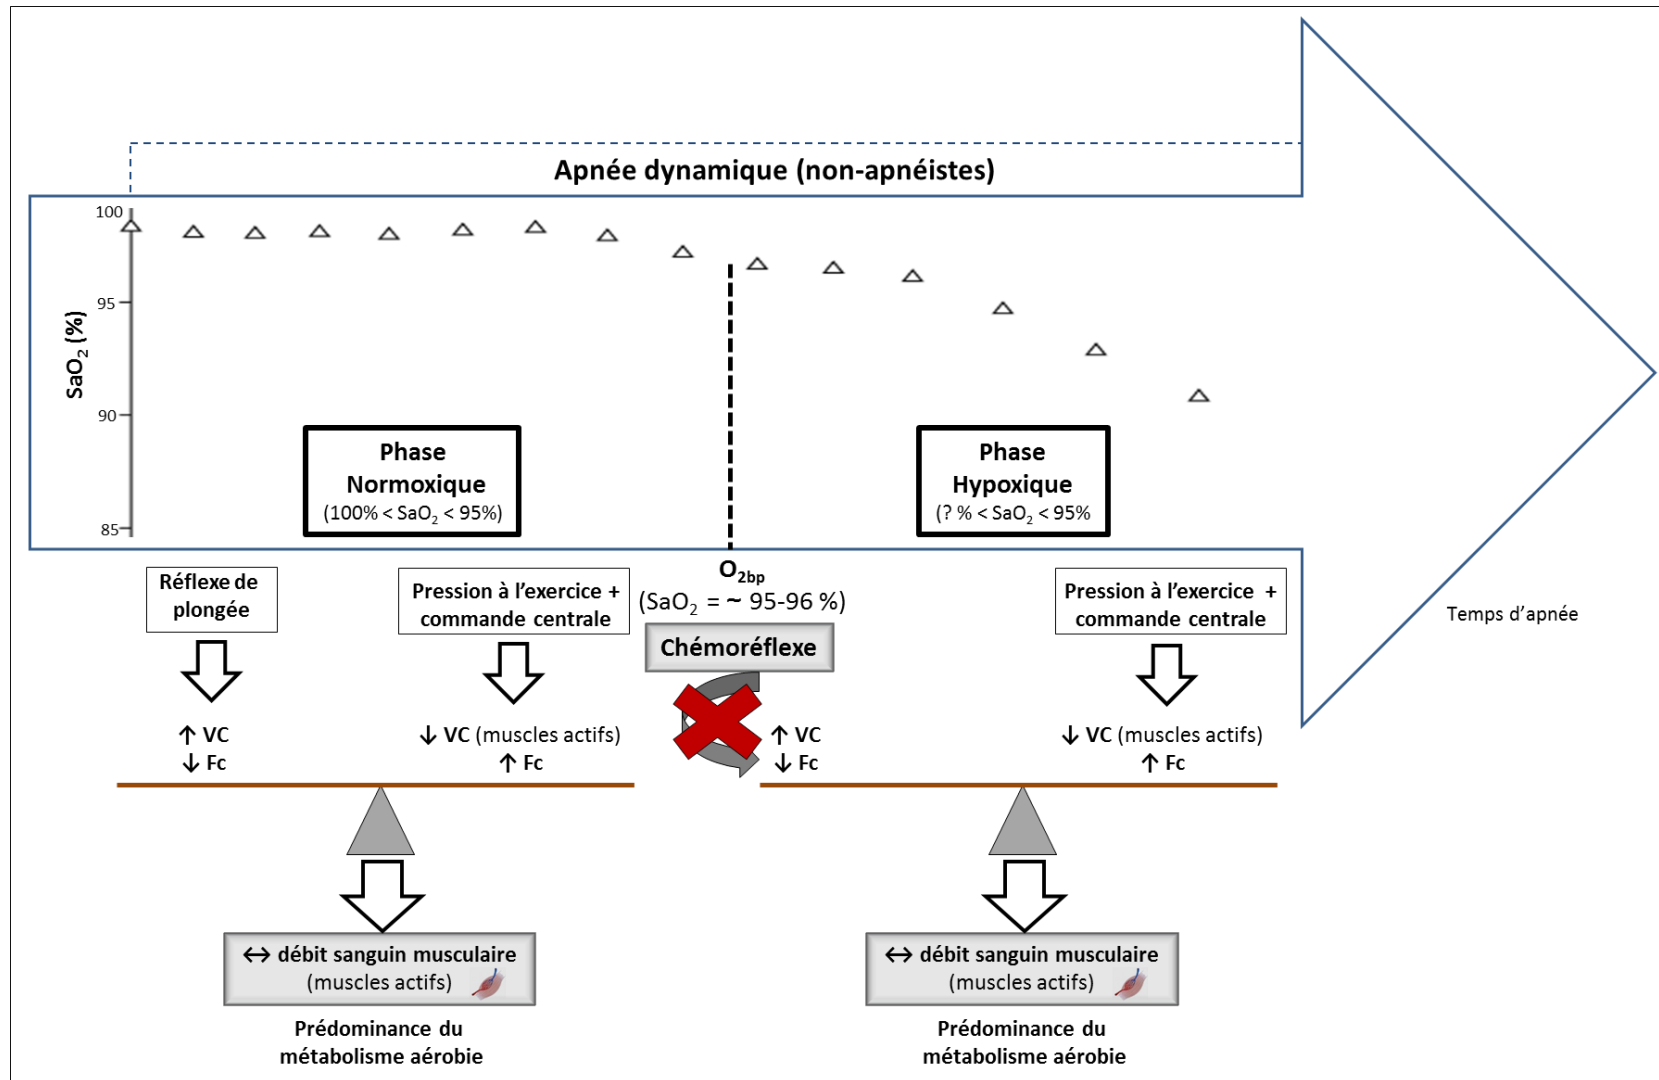 Apnée dynamique (non-apnéistes)
100
95
90
85
SaO₂ (%)
Phase
Normoxique
(100% < SaO₂ < 95%)
Phase
Hypoxique
(? % < SaO₂ < 95%
Temps d’apnée
O₂bp
(SaO₂ = ~ 95-96 %)
Chémoréflexe
Réflexe de
plongée
Pression à l’exercice +
commande centrale
Pression à l’exercice +
commande centrale
↑ VC
↓ Fc
↓ VC (muscles actifs)
↑ Fc
↑ VC
↓ Fc
↓ VC (muscles actifs)
↑ Fc
↔ débit sanguin musculaire
(muscles actifs)
Prédominance du
métabolisme aérobie
↔ débit sanguin musculaire
(muscles actifs)
Prédominance du
métabolisme aérobie